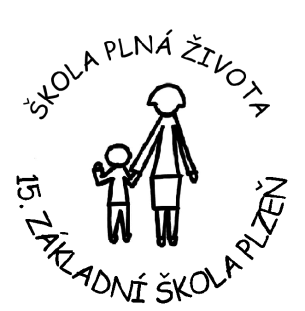 ŠKOLA PLNÁ ŽIVOTA
15. ZÁKLADNÍ ŠKOLA PLZEŇ